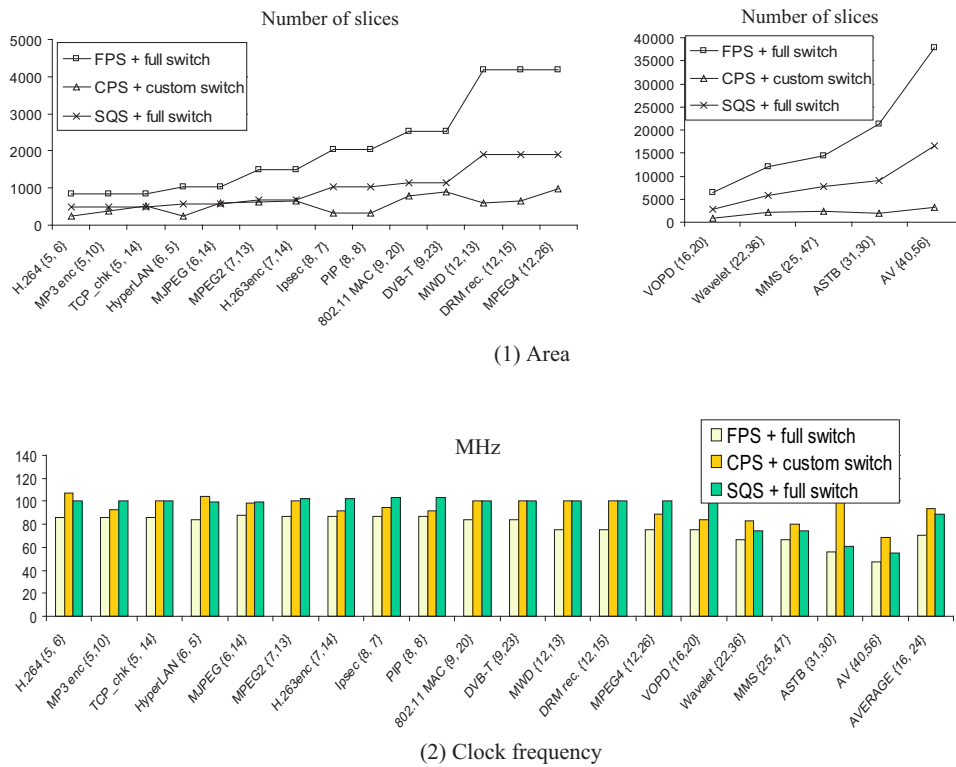 Number of slices
5000
4000
3000
2000
1000
0
FPS + full switch
CPS + custom switch
SQS + full switch
H.264 {5, 6}
MP3 enc {5,10}
TCP_chk {5, 14}
HyperLAN {6, 5}
MJPEG {6,14}
MPEG2 {7,13}
H.263enc {7,14}
Ipsec {8, 7}
PIP {8, 8}
802.11 MAC {9, 20}
DVB-T {9,23}
MWD {12,13}
DRM rec. {12,15}
MPEG4 {12,26}
Number of slices
40000
35000
30000
25000
20000
15000
10000
5000
0
FPS + full switch
CPS + custom switch
SQS + full switch
VOPD {16,20}
Wavelet {22,36}
MMS {25, 47}
ASTB {31,30}
AV {40,56}
(1) Area
MHz
140
120
100
80
60
40
20
0
FPS + full switch
CPS + custom switch
SQS + full switch
H.264 {5, 6}
MP3 enc {5,10}
TCP_chk {5, 14}
HyperLAN {6, 5}
MJPEG {6, 14}
MPEG2 {7,13}
H.263enc {7,14}
Ipsec {8, 7}
PIP {8, 8}
802.11 MAC {9, 20}
DVB-T {9,23}
MWD {12,13}
DRM rec. {12,15}
MPEG4 {12,26}
VOPD {16,20}
Wavelet {22,36}
MMS {25, 47}
ASTB {31,30}
AV {40,56}
AVERAGE {16, 24}
(2) Clock frequency